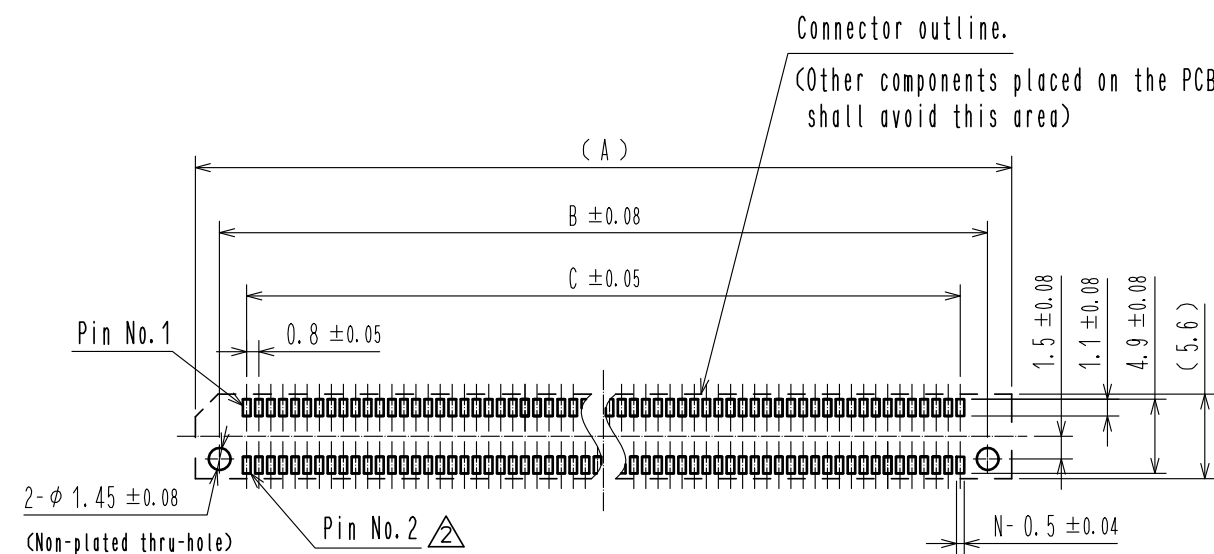 Connector outline.
(Other components placed on the PCB
shall avoid this area)
(A)
B ±0.08
C ±0.05
Pin No.1
0.8 ±0.05
1.5 ±0.08
1.1 ±0.08
4.9 ±0.08
(5.6)
2-φ 1.45 ±0.08
(Non-plated thru-hole)
Pin No.2 2
N- 0.5 ±0.04